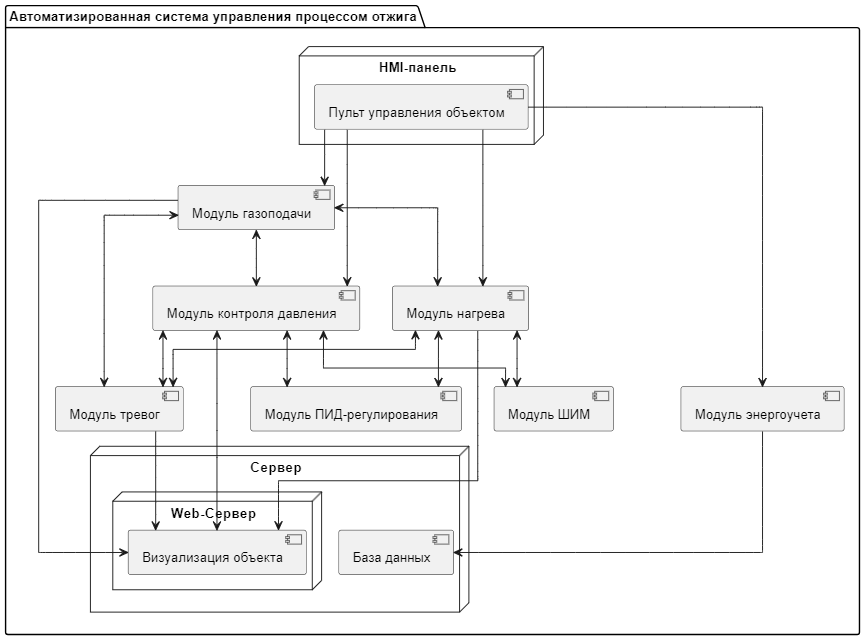 Автоматизированная система управления процессом отжига
HMI-панель
Пульт управления объектом
Модуль газоподачи
Модуль контроля давления
Модуль нагрева
Модуль тревог
Модуль ПИД-регулирования
Модуль ШИМ
Модуль энергоучета
Сервер
Web-Сервер
Визуализация объекта
База данных